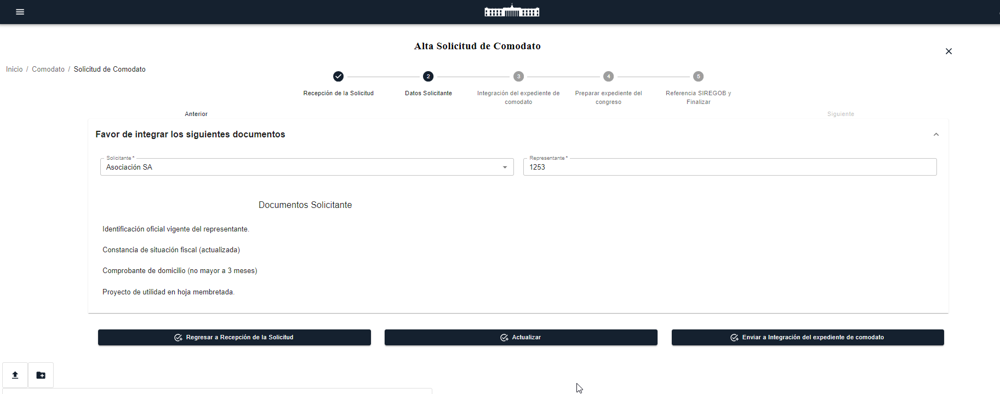 Alta Solicitud de Comodato
Inicio / Comodato / Solicitud de Comodato
2
3
4
5
Recepción de la Solicitud
Datos Solicitante
Integración del expediente de
comodato
Preparar expediente del
congreso
Referencia SIREGOB y
Finalizar
Anterior
Siguiente
Favor de integrar los siguientes documentos
Solicitante *
Asociación SA
Representante *
1253
Documentos Solicitante
Identificación oficial vigente del representante.
Constancia de situación fiscal (actualizada)
Comprobante de domicilio (no mayor a 3 meses)
Proyecto de utilidad en hoja membretada.
Regresar a Recepción de la Solicitud
Actualizar
Enviar a Integración del expediente de comodato